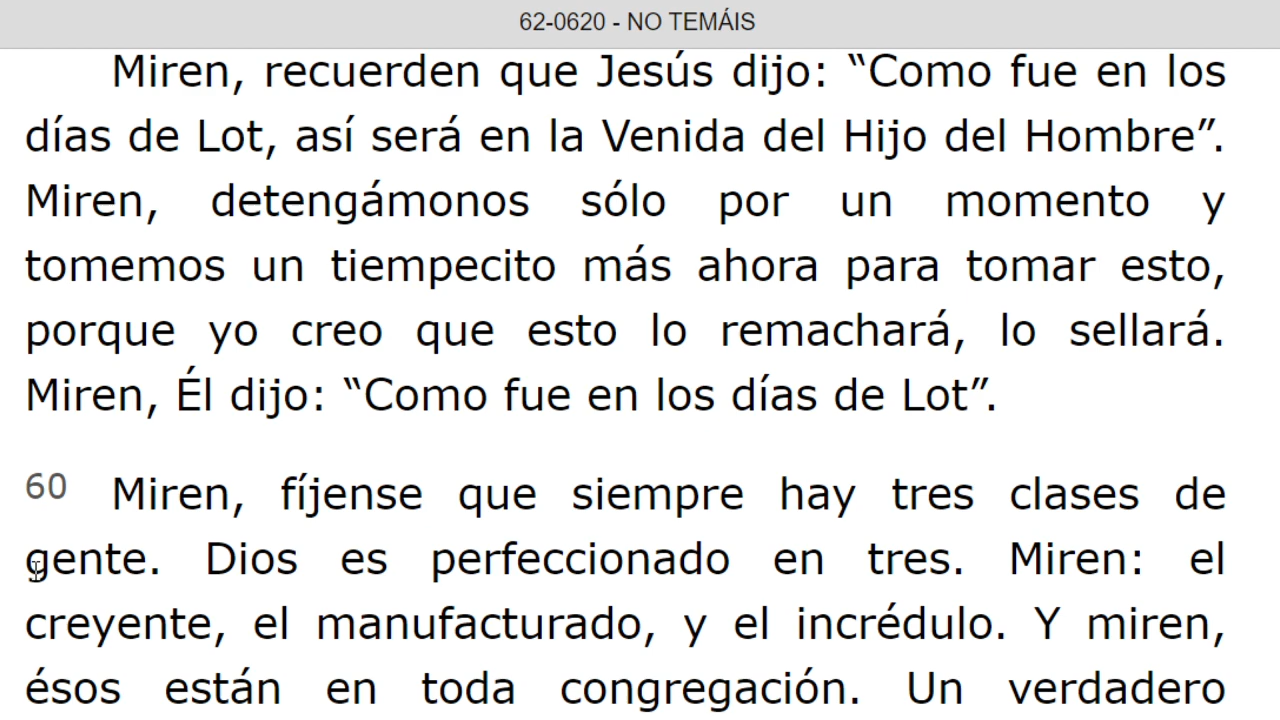 62-0620 - NO TEMÁIS
Miren, recuerden que Jesús dijo: “Como fue en los
días de Lot, así será en la Venida del Hijo del Hombre”.
Miren, detengámonos sólo por un momento y
tomemos un tiempecito más ahora para tomar esto,
porque yo creo que esto lo remachará, lo sellará.
Miren, Él dijo: “Como fue en los días de Lot”.
60 Miren, fíjense que siempre hay tres clases de
gente. Dios es perfeccionado en tres. Miren: el
creyente, el manufacturado, y el incrédulo. Y miren,
ésos están en toda congregación. Un verdadero